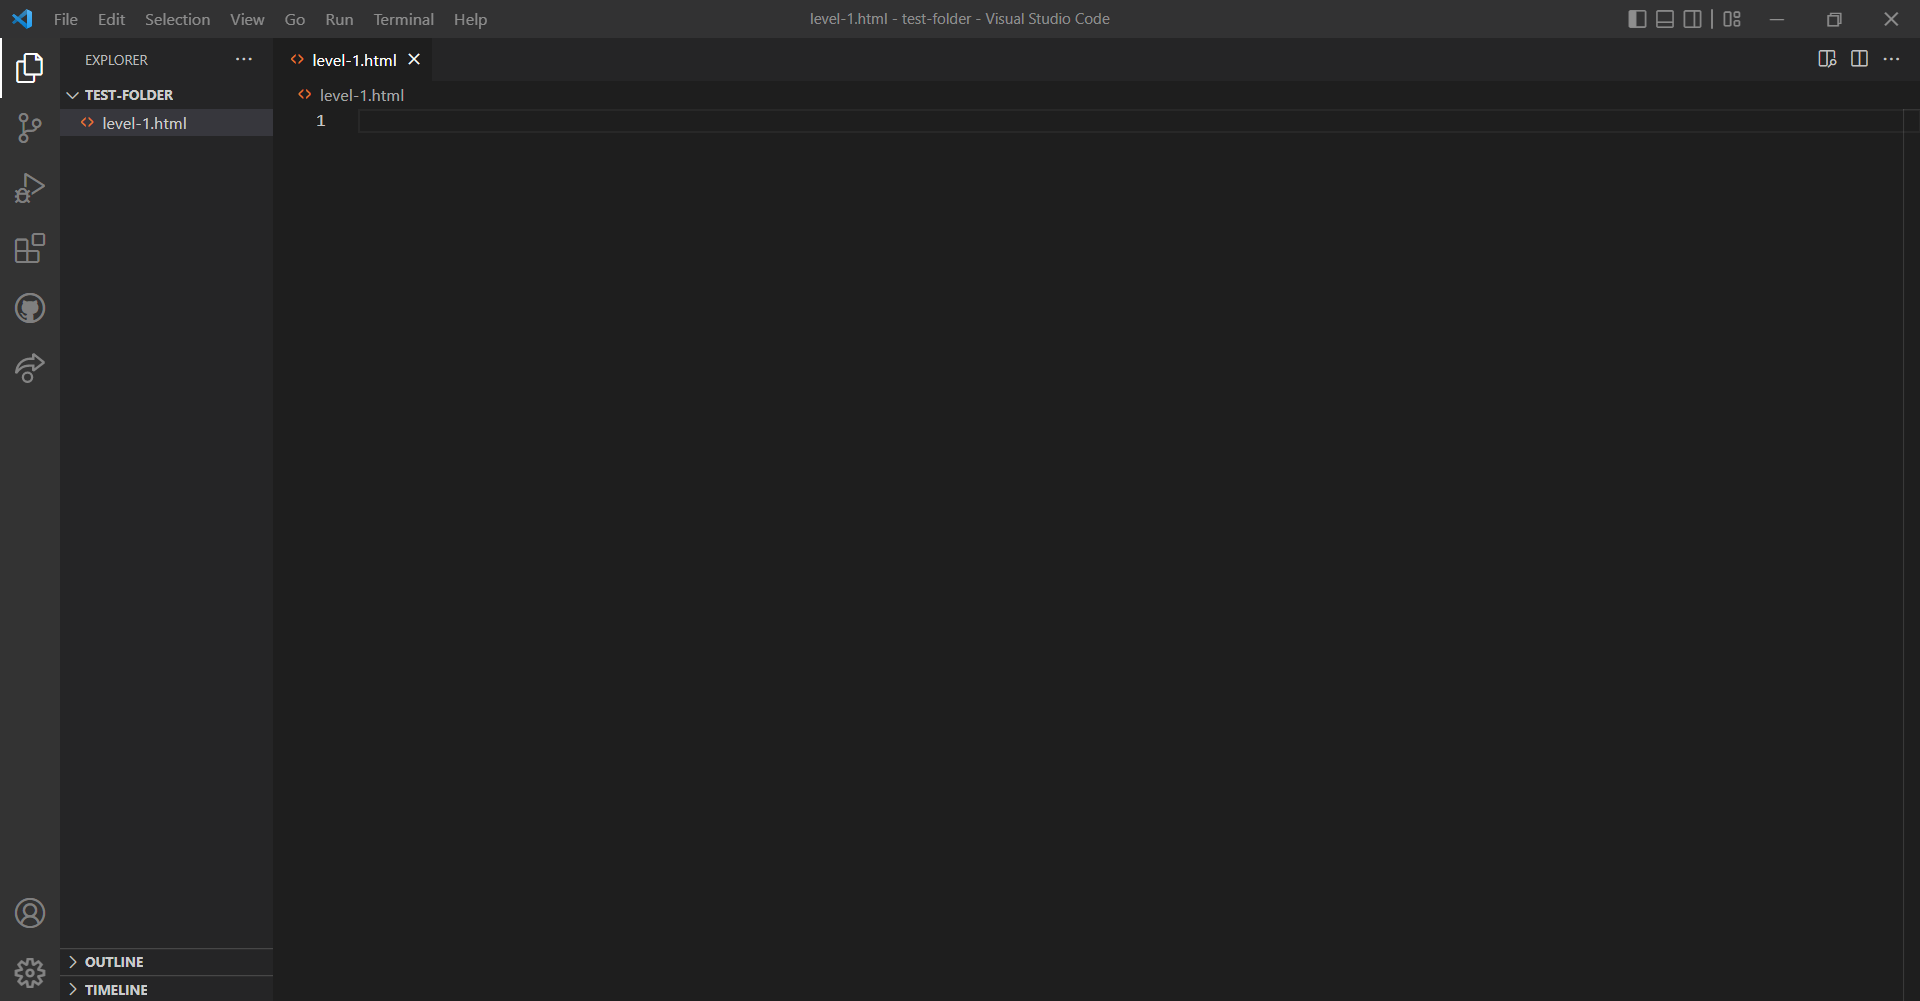 File Edit Selection View Go Run Terminal Help
level-1.html - test-folder - Visual Studio Code
EXPLORER
TEST-FOLDER
level-1.html
OUTLINE
TIMELINE
level-1.html
level-1.html
1